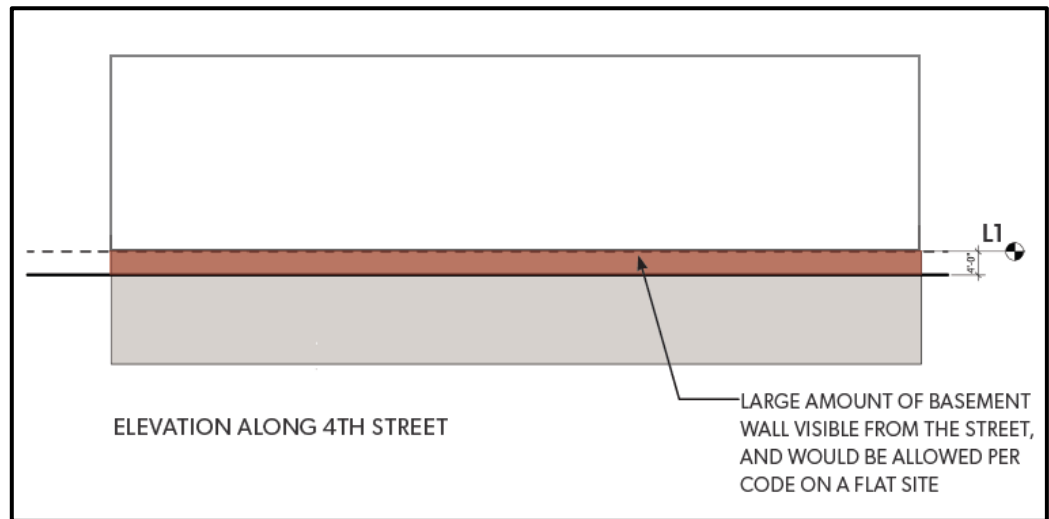 L1
4'-0"
ELEVATION ALONG 4TH STREET
LARGE AMOUNT OF BASEMENT
WALL VISIBLE FROM THE STREET,
AND WOULD BE ALLOWED PER
CODE ON A FLAT SITE